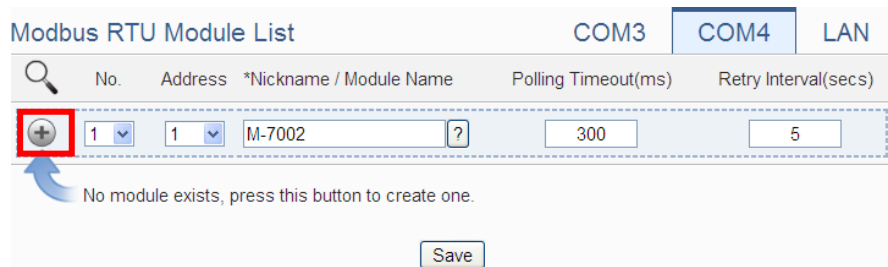 Modbus RTU Module List COM3 COM4 LAN
No. Address *Nickname / Module Name Polling Timeout(ms) Retry Interval(secs)
1 1 M-7002 ? 300 5
No module exists, press this button to create one.
Save